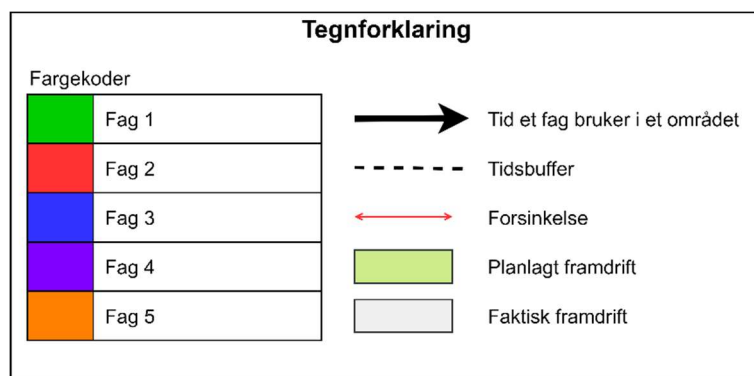 Tegnforklaring
Fargekoder
Fag 1
Fag 2
Fag 3
Fag 4
Fag 5
Tid et fag bruker i et området
Tidsbuffer
Forsinkelse
Planlagt framdrift
Faktisk framdrift